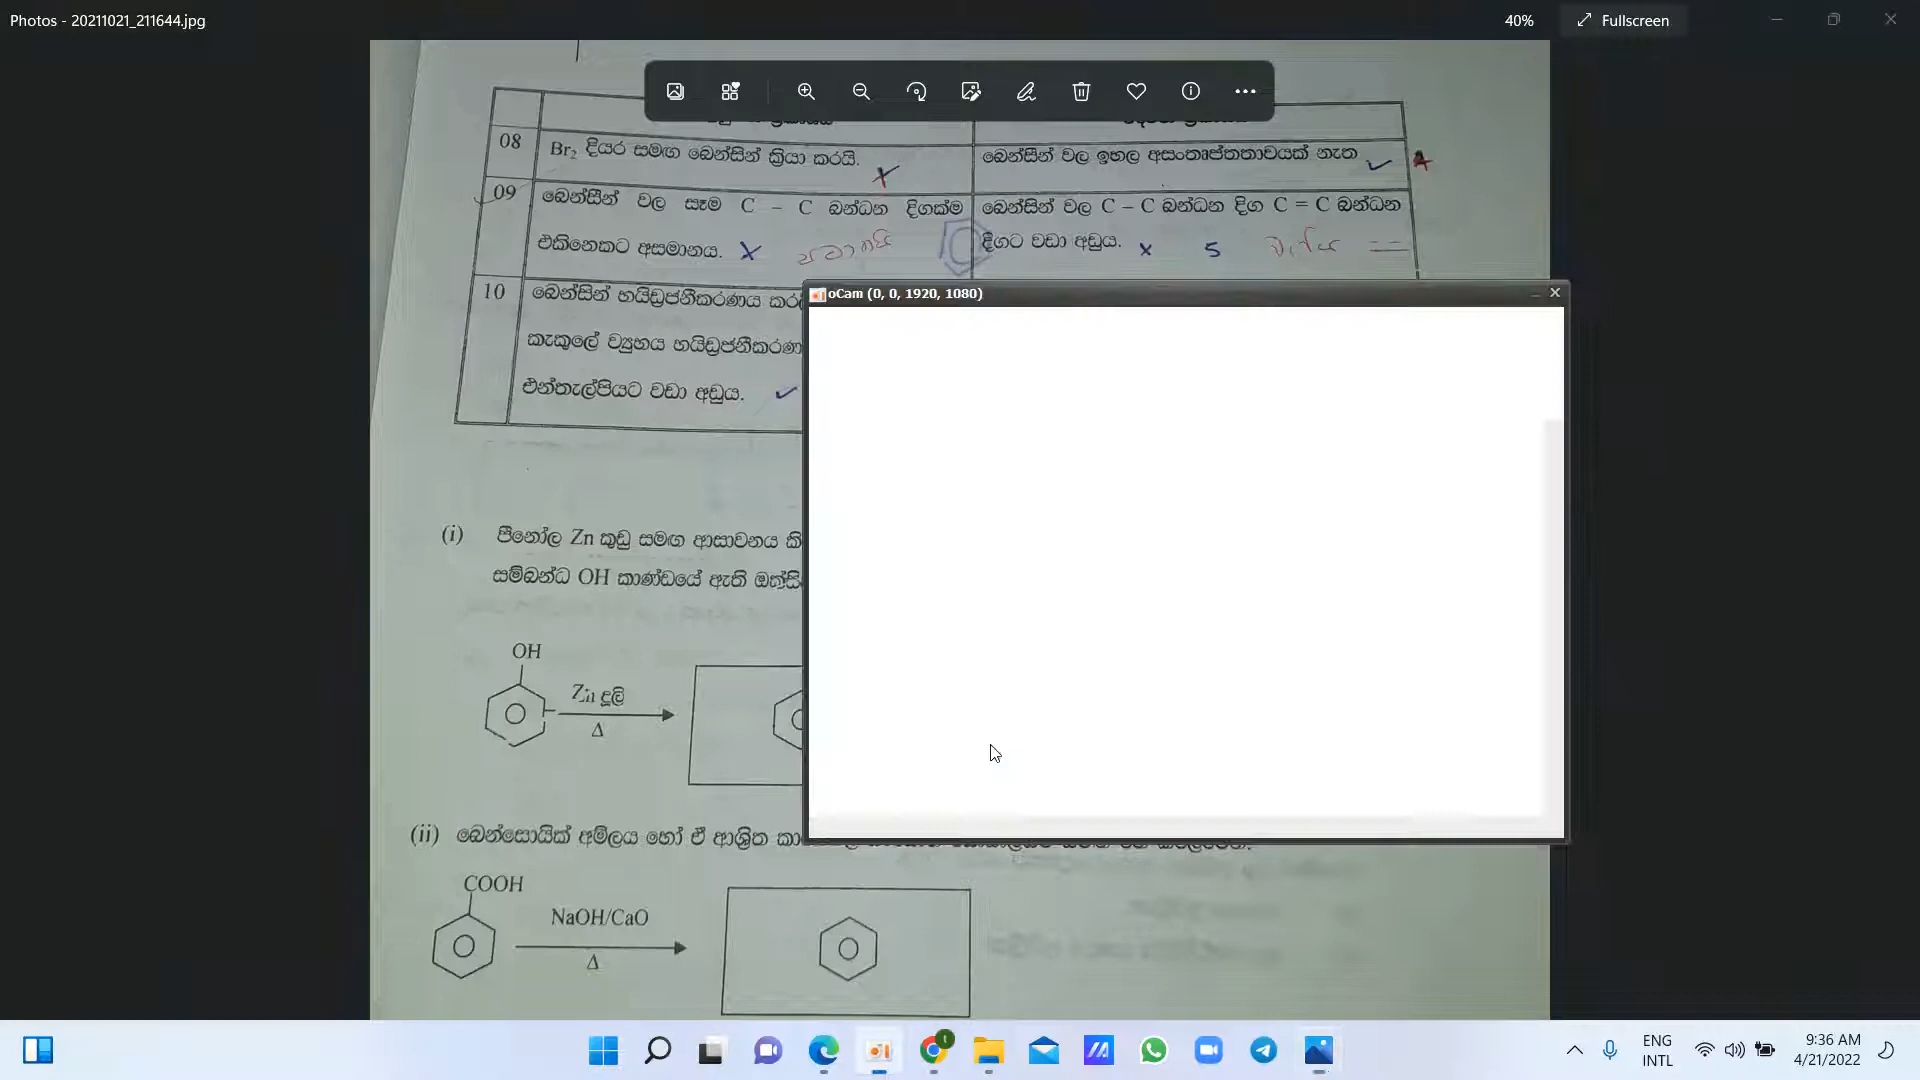 Photos - 20211021_211644.jpg
40%
Fullscreen
08
Br₂ දියර සමඟ බෙන්සින් ක්‍රියා කරයි.
බෙන්සීන් වල ඉහල අසංතෘප්තතාවයක් නැත
09
බෙන්සීන් වල සෑම C – C බන්ධන දිගක්ම
එකිනෙකට අසමානය.
බෙන්සින් වල C – C බන්ධන දිග C = C බන්ධන
දිගට වඩා අඩුය.
5
oCam (0, 0, 1920, 1080)
10
බෙන්සින් හයිඩ්‍රජනීකරණය
කැකුලේ ව්‍යුහය හයිඩ්‍රජනීකරණ
එන්තැල්පියට වඩා අඩුය.
(i) පීනෝල Zn කුඩු සමඟ ආසවනය
සම්බන්ධ OH කාණ්ඩයේ ඇති
OH
Zn දූලි
Δ
(ii) බෙන්සොයික් අම්ලය හෝ ඒ ආශ්‍රිත
COOH
NaOH/CaO
Δ
ENG
INTL
9:36 AM
4/21/2022